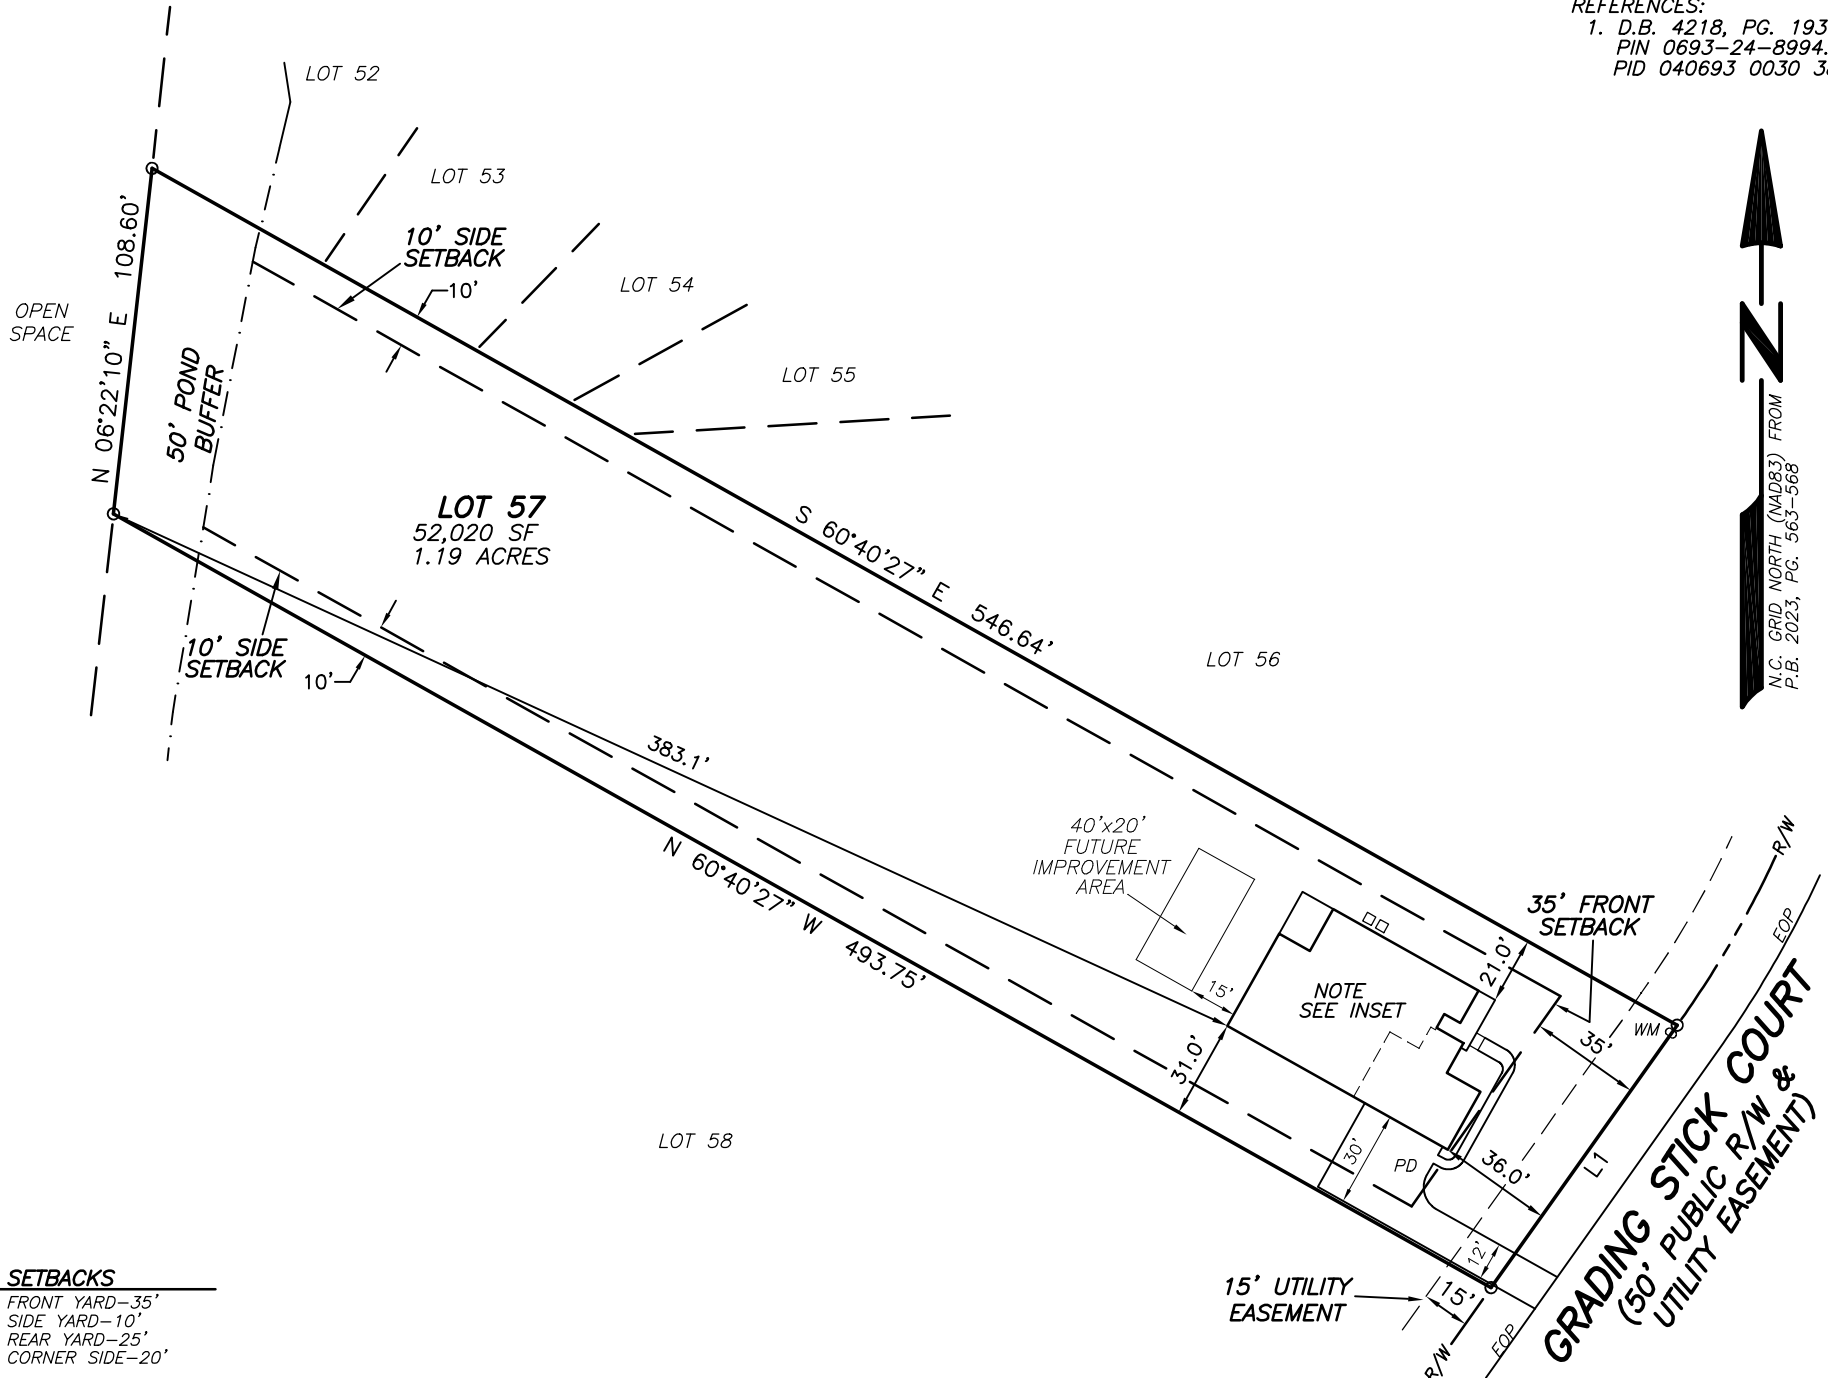 REFERENCES:
1. D.B. 4218, PG. 193
PIN 0693-24-8994.
PID 040693 0030
LOT 52
LOT 53
10' SIDE
SETBACK
10'
LOT 54
LOT 55
OPEN
SPACE
N 06°22'10" E 108.60'
50' POND
BUFFER
LOT 57
52,020 SF
1.19 ACRES
S 60°40'27" E 546.64'
LOT 56
N
N.C. GRID NORTH (NAD83) FROM
P.B. 2023, PG. 563-568
10' SIDE
SETBACK
10'
383.1'
N 60°40'27" W 493.75'
40'x20'
FUTURE
IMPROVEMENT
AREA
15'
NOTE
SEE INSET
21.0'
35' FRONT
SETBACK
WM
35'
R/W
EOP
31.0'
30'
PD
36.0'
L1
12'
LOT 58
15' UTILITY
EASEMENT
15'
R/W
EOP
GRADING STICK COURT
(50' PUBLIC R/W &
UTILITY EASEMENT)
SETBACKS
FRONT YARD-35'
SIDE YARD-10'
REAR YARD-25'
CORNER SIDE-20'